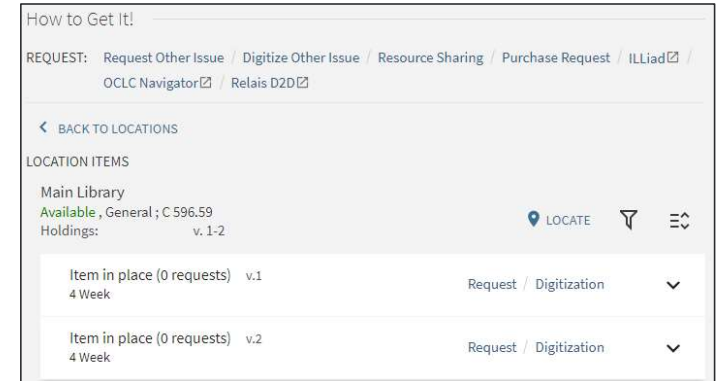 How to Get It!
REQUEST: Request Other Issue / Digitize Other Issue / Resource Sharing / Purchase Request / ILLiad /
OCLC Navigator / Relais D2D
BACK TO LOCATIONS
LOCATION ITEMS
Main Library
Available , General ; C 596.59
LOCATE
Holdings: v. 1-2
Item in place (0 requests) v.1
4 Week
Request / Digitization
Item in place (0 requests) v.2
4 Week
Request / Digitization